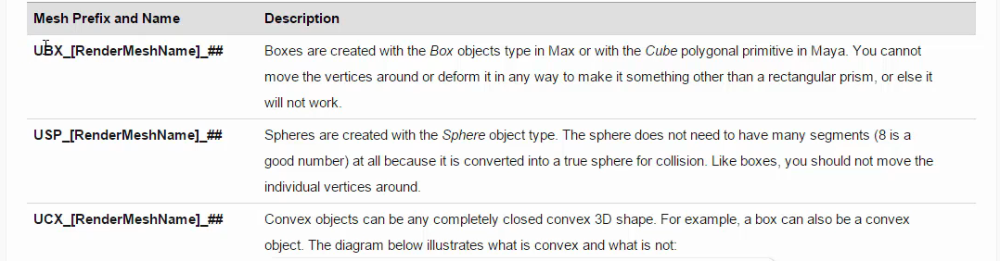 Mesh Prefix and Name Description
UBX_[RenderMeshName]_## Boxes are created with the Box objects type in Max or with the Cube polygonal primitive in Maya. You cannot
move the vertices around or deform it in any way to make it something other than a rectangular prism, or else it
will not work.
USP_[RenderMeshName]_## Spheres are created with the Sphere object type. The sphere does not need to have many segments (8 is a
good number) at all because it is converted into a true sphere for collision. Like boxes, you should not move the
individual vertices around.
UCX_[RenderMeshName]_## Convex objects can be any completely closed convex 3D shape. For example, a box can also be a convex
object. The diagram below illustrates what is convex and what is not: